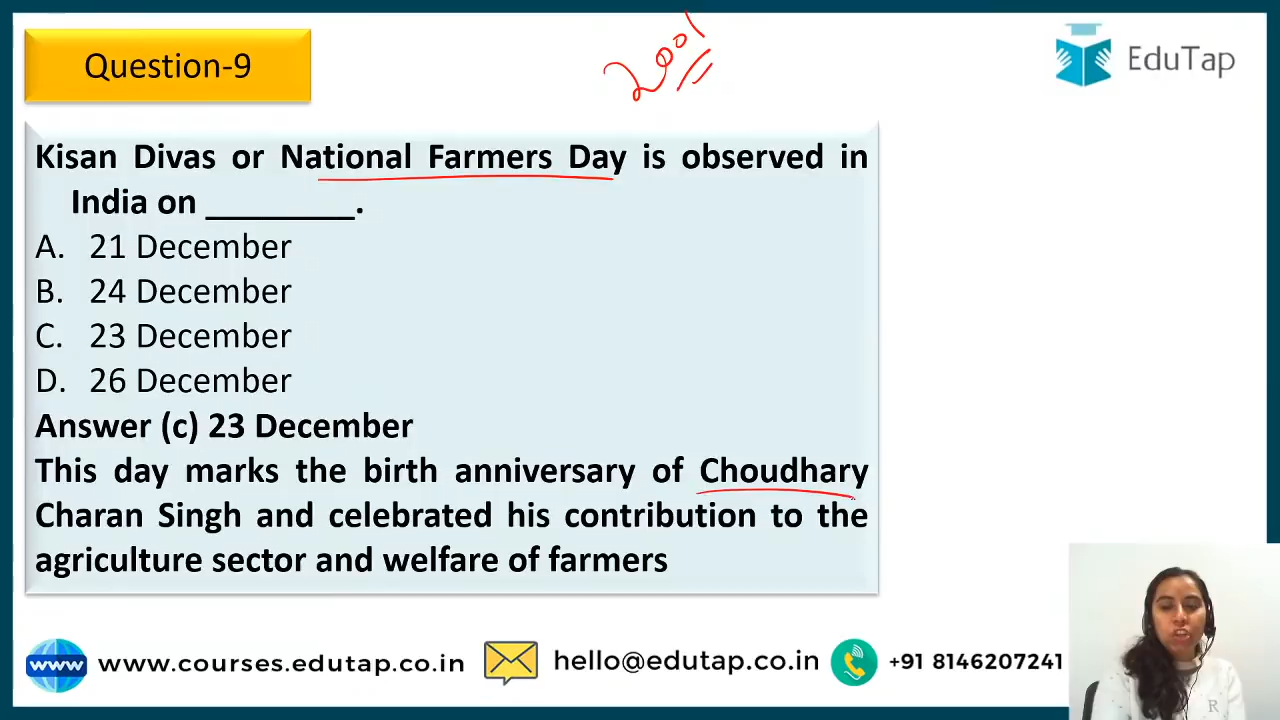 2001
Question-9
EduTap
Kisan Divas or National Farmers Day is observed in
India on ________.
A. 21 December
B. 24 December
C. 23 December
D. 26 December
Answer (c) 23 December
This day marks the birth anniversary of Choudhary
Charan Singh and celebrated his contribution to the
agriculture sector and welfare of farmers
www www.courses.edutap.co.in hello@edutap.co.in +91 8146207241
R